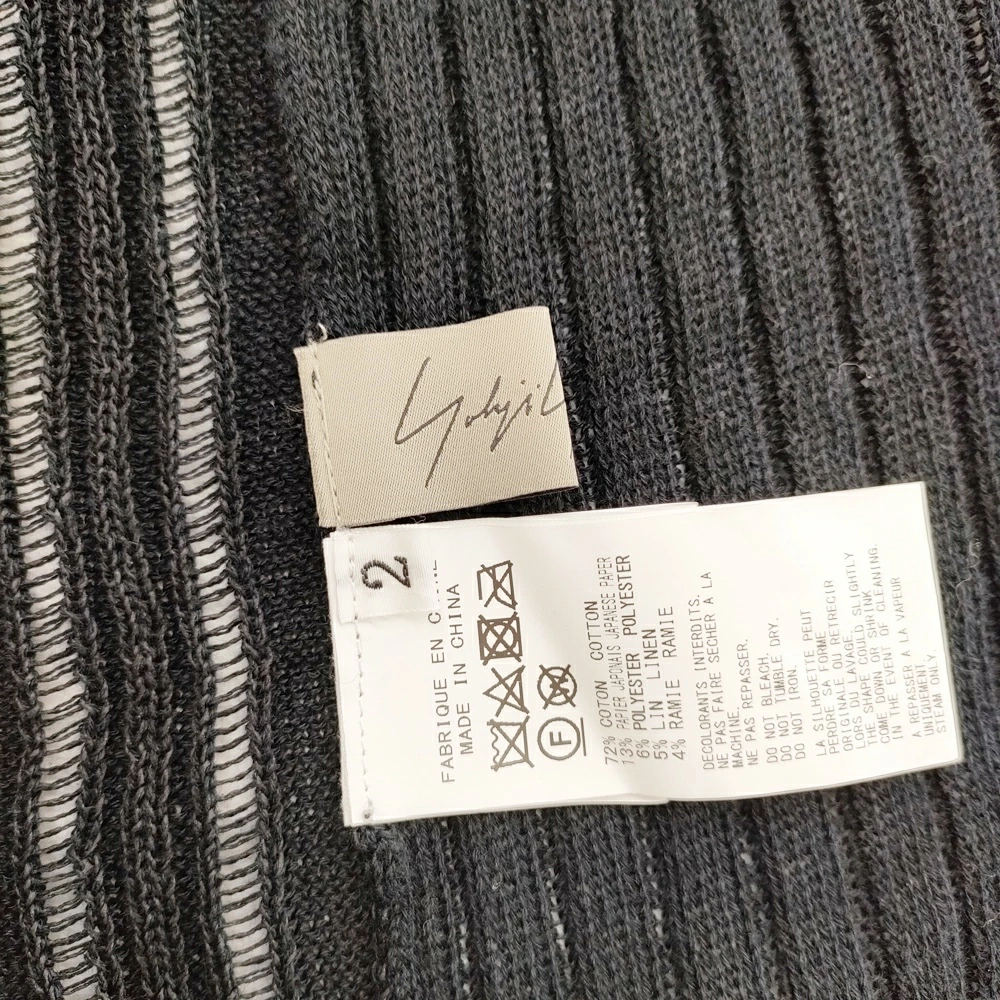 Yohji
2
FABRIQUE EN
MADE IN CHINA
F
72% COTON COTTON
13% PAPIER JAPONAIS JAPANESE PAPER
6% POLYESTER POLYESTER
5% LIN LINEN
4% RAMIE RAMIE
DECOLORANTS INTERDITS.
NE PAS FAIRE SECHER A LA
MACHINE.
NE PAS REPASSER.
DO NOT BLEACH.
DO NOT TUMBLE DRY.
DO NOT IRON.
LA SILHOUETTE PEUT
PERDRE SA FORME
ORIGINALE OU RETRECIR
LORS DU LAVAGE.
THE SHAPE COULD SLIGHTLY
COME DOWN OR SHRINK
IN THE EVENT OF CLEANING.
A REPASSER A LA VAPEUR
UNIQUEMENT
STEAM ONLY.